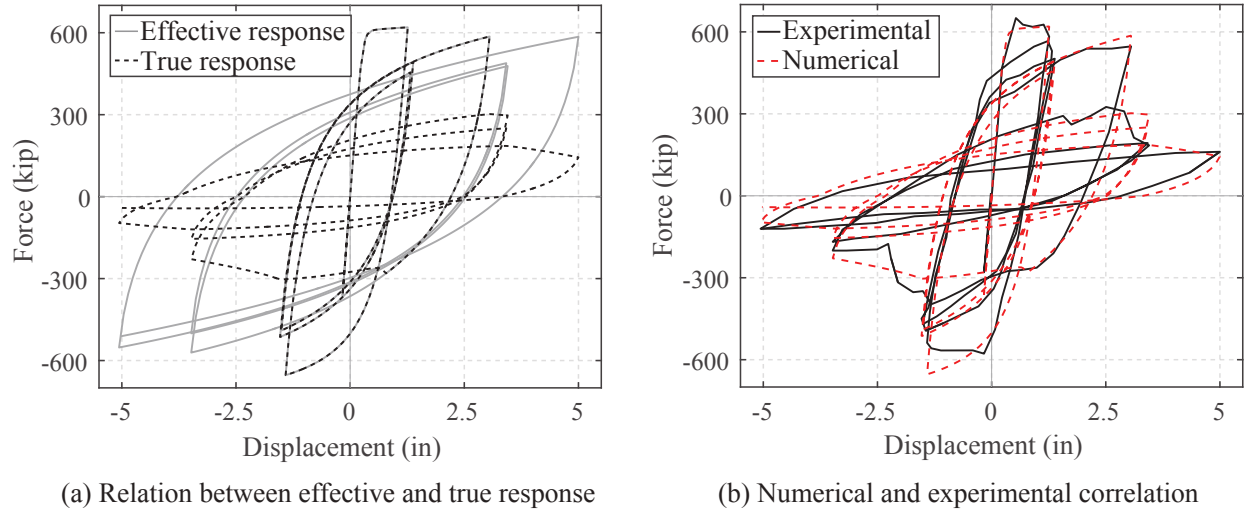 Effective response
True response
600
300
0
-300
-600
Force (kip)
-5
-2.5
0
2.5
5
Displacement (in)
(a) Relation between effective and true response
Experimental
Numerical
600
300
0
-300
-600
Force (kip)
-5
-2.5
0
2.5
5
Displacement (in)
(b) Numerical and experimental correlation